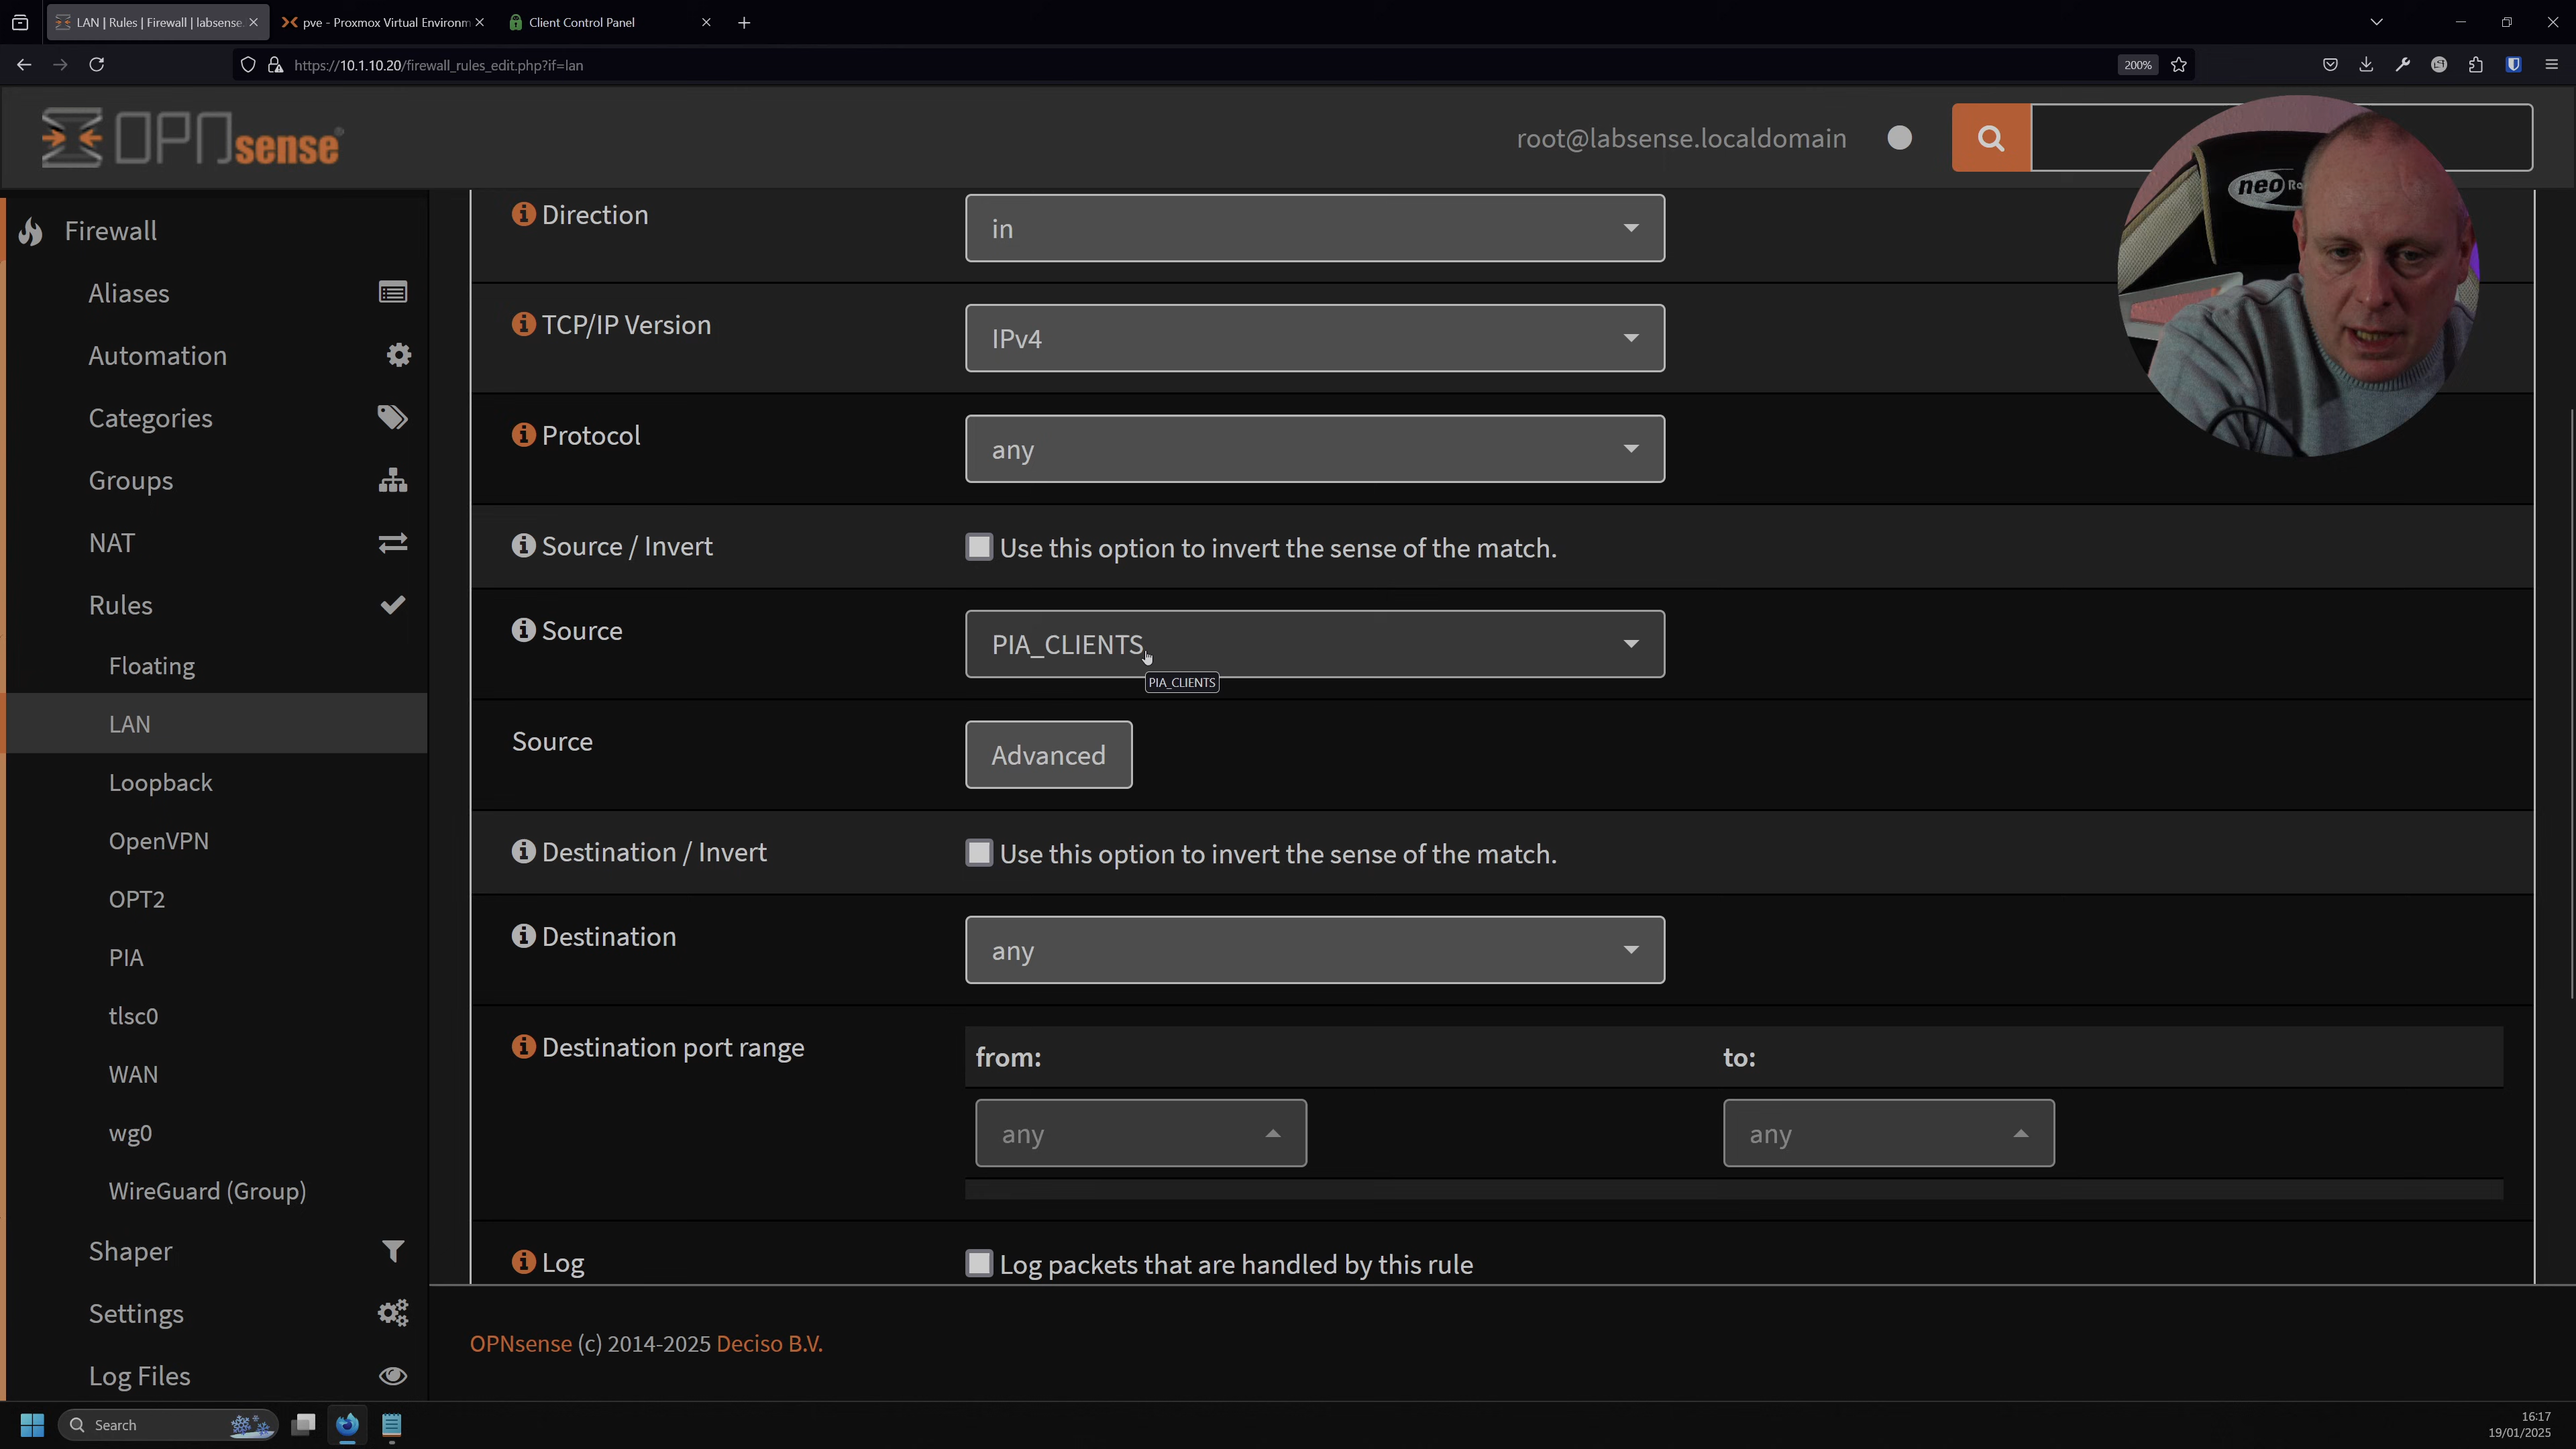 LAN | Rules | Firewall | labsense
pve - Proxmox Virtual Environm
Client Control Panel
https://10.1.10.20/firewall_rules_edit.php?if=lan
200%
OPNsense®
root@labsense.localdomain
neo
Firewall
Aliases
Automation
Categories
Groups
NAT
Rules
Floating
LAN
Loopback
OpenVPN
OPT2
PIA
tlsc0
WAN
wg0
WireGuard (Group)
Shaper
Settings
Log Files
Direction
in
TCP/IP Version
IPv4
Protocol
any
Source / Invert
Use this option to invert the sense of the match.
Source
PIA_CLIENTS
PIA_CLIENTS
Source
Advanced
Destination / Invert
Use this option to invert the sense of the match.
Destination
any
Destination port range
from: to:
any any
Log
Log packets that are handled by this rule
OPNsense (c) 2014-2025 Deciso B.V.
Search
16:17
19/01/2025